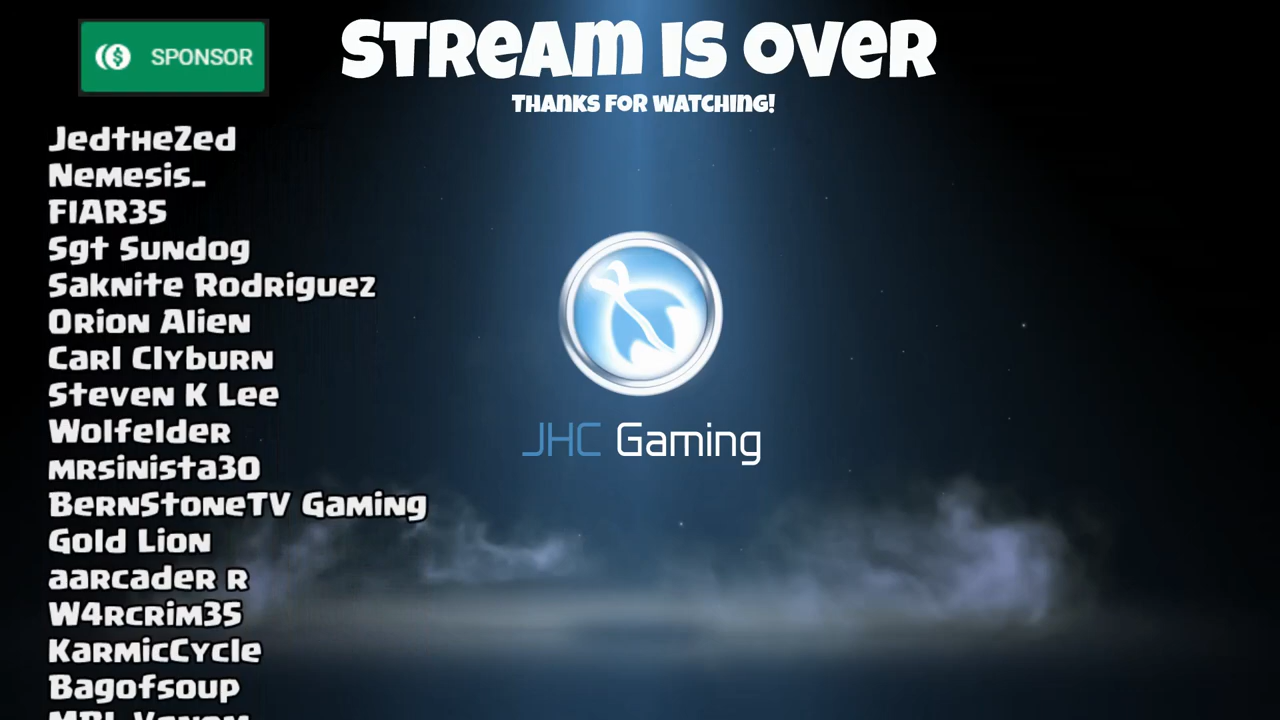 SPONSOR
STREAM IS OVER
THANKS FOR WATCHING!
JedtheZed
Nemesis_
FIAR35
Sgt Sundog
Saknite Rodriguez
Orion Alien
Carl Clyburn
Steven K Lee
Wolfelder
mrsinista30
BernStoneTV Gaming
Gold Lion
aarcader r
W4rcrim35
KarmicCycle
Bagofsoup
JHC Gaming